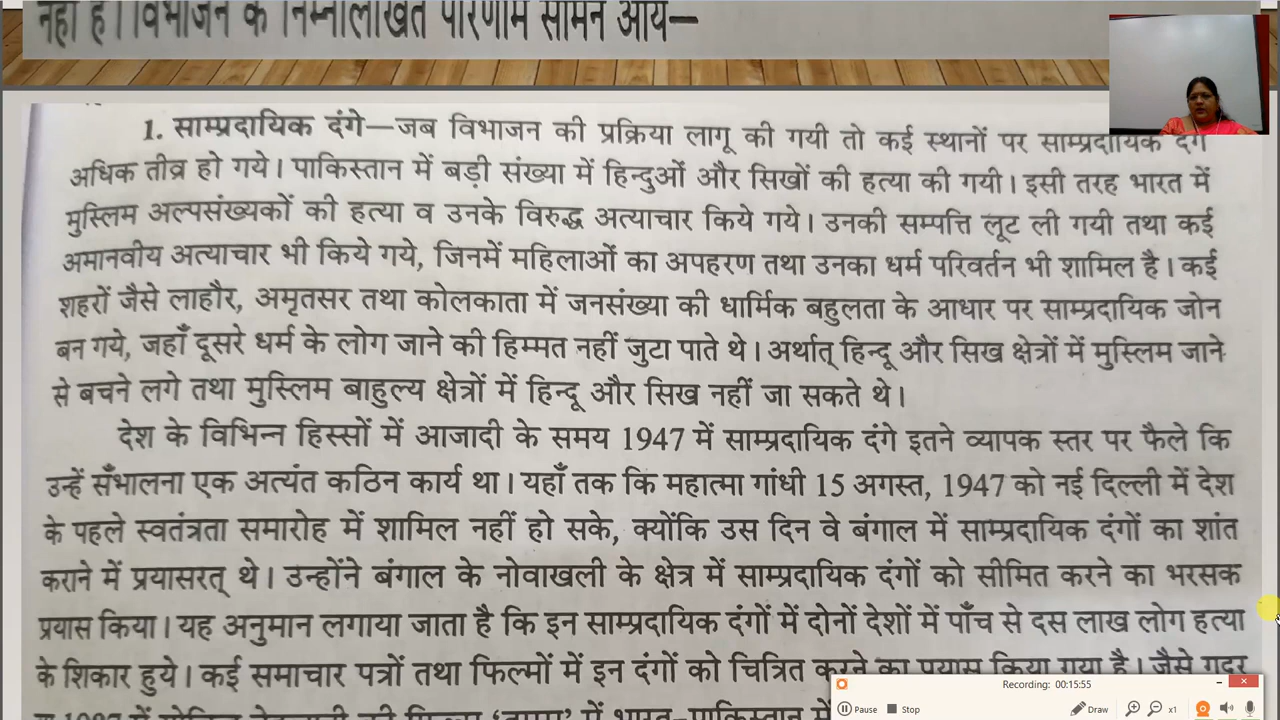 नहीं है। विभाजन के निम्नलिखित परिणाम सामने आये—
1. साम्प्रदायिक दंगे—जब विभाजन की प्रक्रिया लागू की गयी तो कई स्थानों पर साम्प्रदायिक दंगे
अधिक तीव्र हो गये। पाकिस्तान में बड़ी संख्या में हिन्दुओं और सिखों की हत्या की गयी। इसी तरह भारत में
मुस्लिम अल्पसंख्यकों की हत्या व उनके विरुद्ध अत्याचार किये गये। उनकी सम्पत्ति लूट ली गयी तथा कई
अमानवीय अत्याचार भी किये गये, जिनमें महिलाओं का अपहरण तथा उनका धर्म परिवर्तन भी शामिल है। कई
शहरों जैसे लाहौर, अमृतसर तथा कोलकाता में जनसंख्या की धार्मिक बहुलता के आधार पर साम्प्रदायिक जोन
बन गये, जहाँ दूसरे धर्म के लोग जाने की हिम्मत नहीं जुटा पाते थे। अर्थात् हिन्दू और सिख क्षेत्रों में मुस्लिम जाने
से बचने लगे तथा मुस्लिम बाहुल्य क्षेत्रों में हिन्दू और सिख नहीं जा सकते थे।
देश के विभिन्न हिस्सों में आजादी के समय 1947 में साम्प्रदायिक दंगे इतने व्यापक स्तर पर फैले कि
उन्हें सँभालना एक अत्यंत कठिन कार्य था। यहाँ तक कि महात्मा गांधी 15 अगस्त, 1947 को नई दिल्ली में देश
के पहले स्वतंत्रता समारोह में शामिल नहीं हो सके, क्योंकि उस दिन वे बंगाल में साम्प्रदायिक दंगों का शांत
कराने में प्रयासरत् थे। उन्होंने बंगाल के नोवाखली के क्षेत्र में साम्प्रदायिक दंगों को सीमित करने का भरसक
प्रयास किया। यह अनुमान लगाया जाता है कि इन साम्प्रदायिक दंगों में दोनों देशों में पाँच से दस लाख लोग हत्या
के शिकार हुये। कई समाचार पत्रों तथा फिल्मों में इन दंगों को चित्रित करने का प्रयास किया गया है। जैसे गदर
में भारत-पाकिस्तान में
Recording: 00:15:55
Pause Stop Draw x1